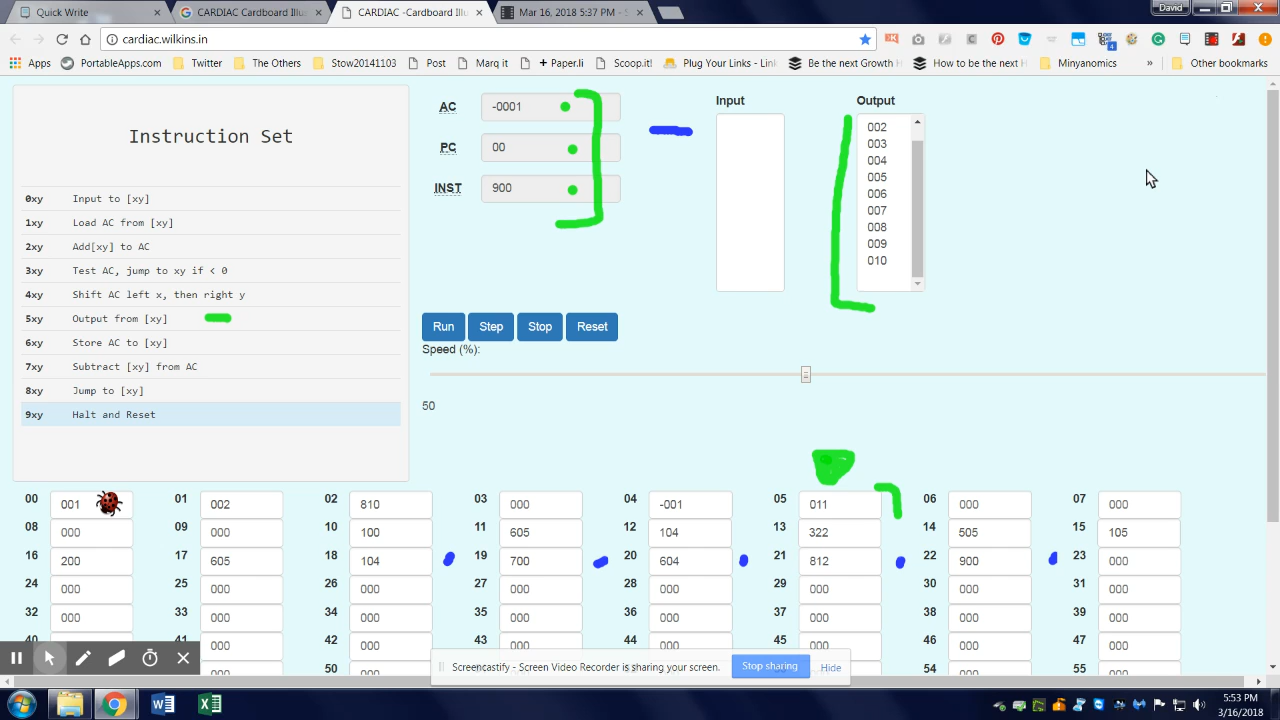 Quick Write
CARDIAC Cardboard Illu
CARDIAC -Cardboard Illu
Mar 16, 2018 5:37 PM - S
David
cardiac.wilkins.in
Apps PortableApps.com Twitter The Others Stow20141103 Post Marq it + Paper.li Scoop.it! Plug Your Links - Link Be the next Growth H How to be the next H Minyanomics » Other bookmarks
Instruction Set
0xy Input to [xy]
1xy Load AC from [xy]
2xy Add[xy] to AC
3xy Test AC, jump to xy if < 0
4xy Shift AC left x, then right y
5xy Output from [xy]
6xy Store AC to [xy]
7xy Subtract [xy] from AC
8xy Jump to [xy]
9xy Halt and Reset
AC -0001
PC 00
INST 900
Input
Output
002
003
004
005
006
007
008
009
010
Run Step Stop Reset
Speed (%):
50
00 001 01 002 02 810 03 000 04 -001 05 011 06 000 07 000
08 000 09 000 10 100 11 605 12 104 13 322 14 505 15 105
16 200 17 605 18 104 19 700 20 604 21 812 22 900 23 000
24 000 25 000 26 000 27 000 28 000 29 000 30 000 31 000
32 000 33 000 34 000 35 000 36 000 37 000 38 000 39 000
40 41 000 42 000 43 000 44 000 45 000 46 000 47 000
50 000 54 000 55 000
Screencastify - Screen Video Recorder is sharing your screen. Stop sharing Hide
5:53 PM
3/16/2018